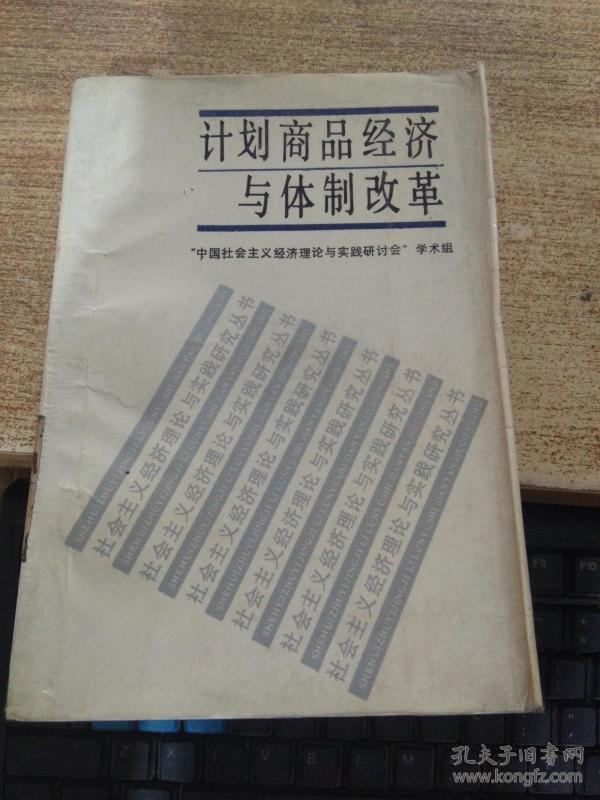 计划商品经济
与体制改革
“中国社会主义经济理论与实践研讨会”学术组
社会主义经济理论与实践研究丛书
社会主义经济理论与实践研究丛书
社会主义经济理论与实践研究丛书
社会主义经济理论与实践研究丛书
社会主义经济理论与实践研究丛书
社会主义经济理论与实践研究丛书
F9
F10
Z
X
C
V
B
N
M
孔夫子旧书网
www.kongfz.com